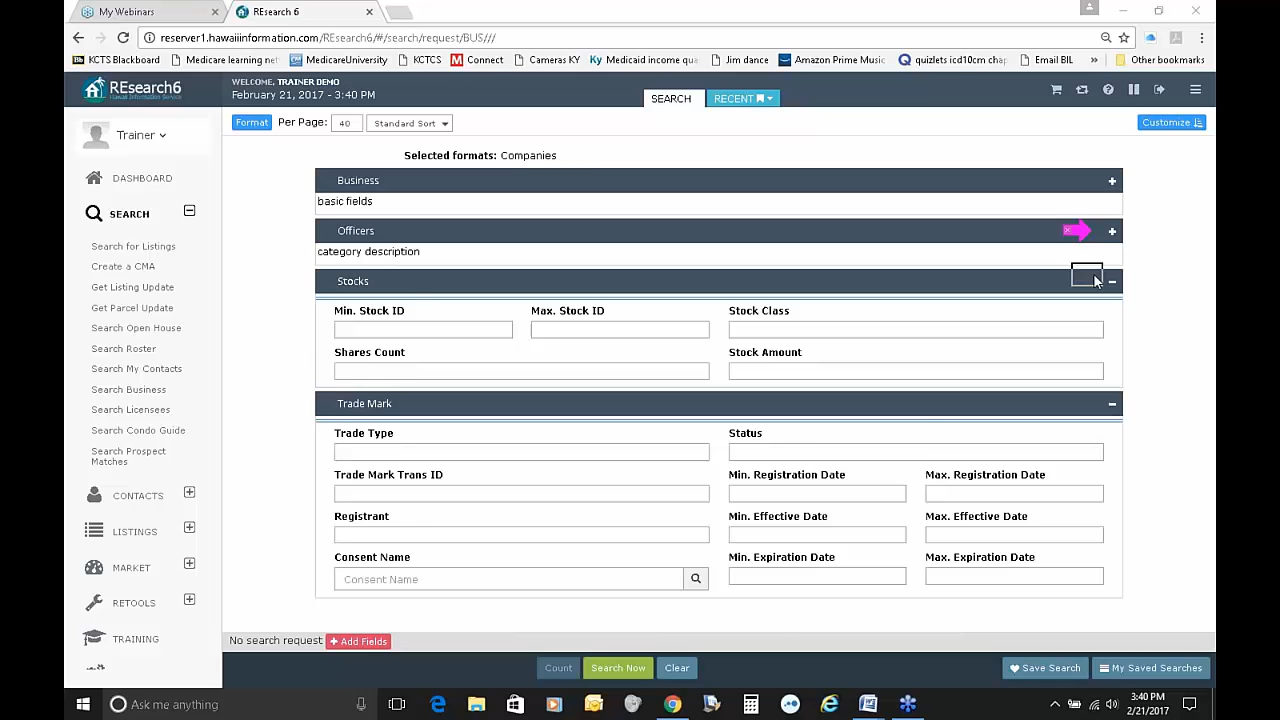 My Webinars
REsearch 6
reserver1.hawaiiinformation.com/REsearch6/#/search/request/BUS///
Bb KCTS Blackboard
Medicare learning net
MedicareUniversity
KCTCS
M Connect
Cameras KY
Ky Medicaid income qua
Jim dance
Amazon Prime Music
quizlets icd10cm chap
Email BIL
»
Other bookmarks
REsearch6
Hawaii Information Service
WELCOME, TRAINER DEMO
February 21, 2017 - 3:40 PM
SEARCH
RECENT
Format
Per Page:
40
Standard Sort
Customize
Trainer
DASHBOARD
SEARCH
Search for Listings
Create a CMA
Get Listing Update
Get Parcel Update
Search Open House
Search Roster
Search My Contacts
Search Business
Search Licensees
Search Condo Guide
Search Prospect
Matches
CONTACTS
LISTINGS
MARKET
RETOOLS
TRAINING
Selected formats: Companies
Business
basic fields
Officers
category description
Stocks
Min. Stock ID
Max. Stock ID
Stock Class
Shares Count
Stock Amount
Trade Mark
Trade Type
Status
Trade Mark Trans ID
Min. Registration Date
Max. Registration Date
Registrant
Min. Effective Date
Max. Effective Date
Consent Name
Min. Expiration Date
Max. Expiration Date
Consent Name
No search request
+ Add Fields
Count
Search Now
Clear
Save Search
My Saved Searches
Ask me anything
3:40 PM
2/21/2017